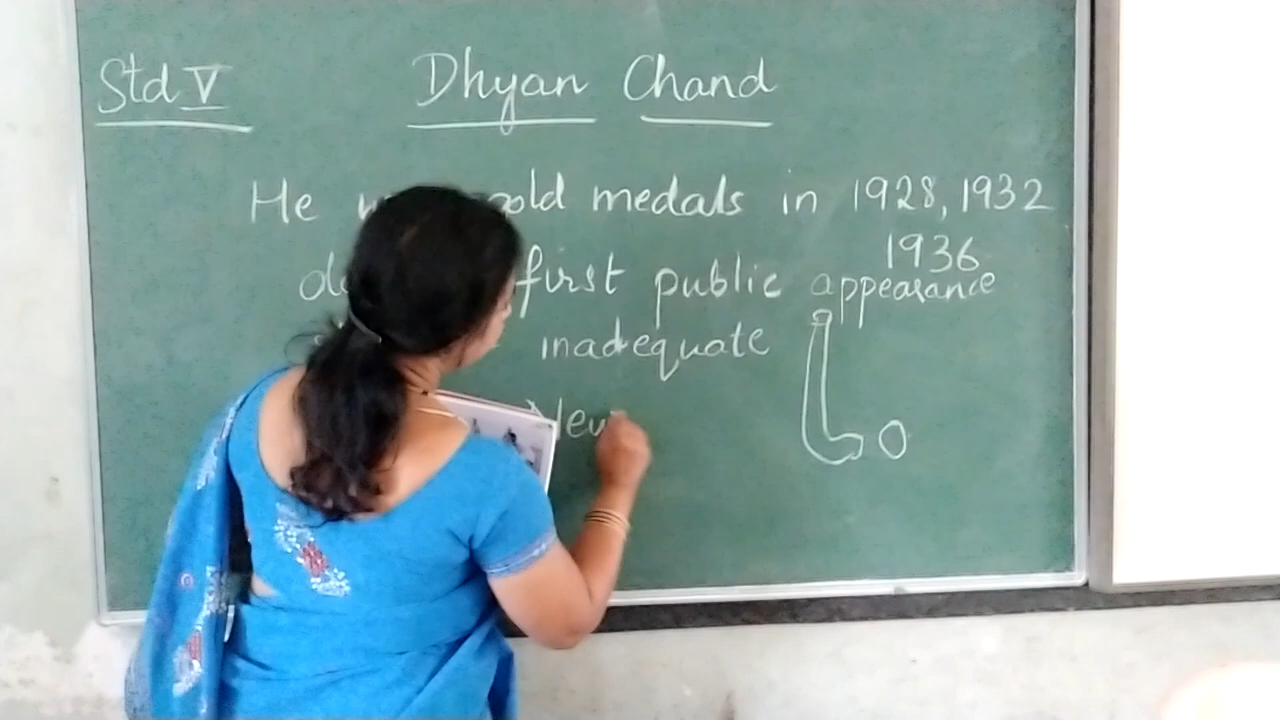 Std V
Dhyan Chand
He gold medals in 1928, 1932
1936
first public appearance
inadequate